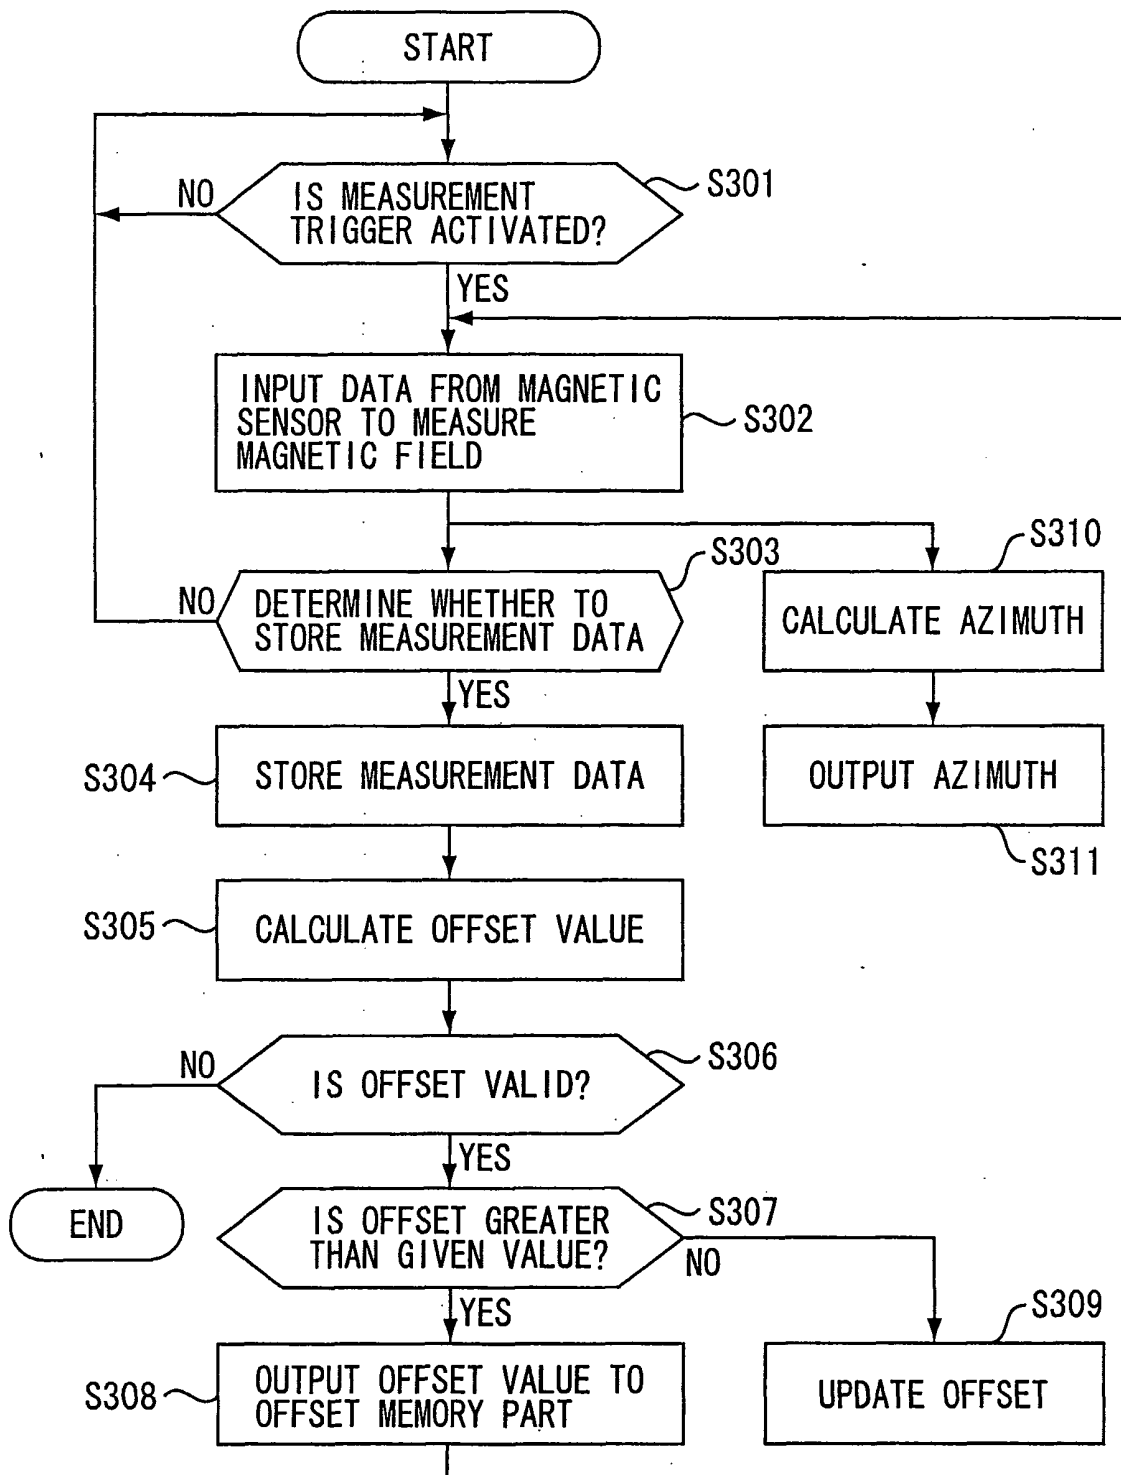 START
NO
IS MEASUREMENT
TRIGGER ACTIVATED?
S301
YES
INPUT DATA FROM MAGNETIC
SENSOR TO MEASURE
MAGNETIC FIELD
S302
S303
S310
NO
DETERMINE WHETHER TO
STORE MEASUREMENT DATA
CALCULATE AZIMUTH
YES
S304
STORE MEASUREMENT DATA
OUTPUT AZIMUTH
S311
S305
CALCULATE OFFSET VALUE
NO
S306
IS OFFSET VALID?
YES
END
IS OFFSET GREATER
THAN GIVEN VALUE?
S307
NO
YES
S309
S308
OUTPUT OFFSET VALUE TO
OFFSET MEMORY PART
UPDATE OFFSET